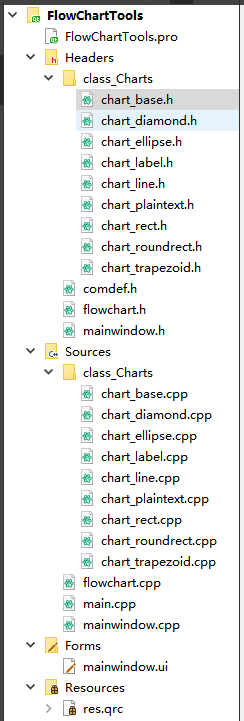 FlowChartTools
FlowChartTools.pro
Headers
class_Charts
chart_base.h
chart_diamond.h
chart_ellipse.h
chart_label.h
chart_line.h
chart_plaintext.h
chart_rect.h
chart_roundrect.h
chart_trapezoid.h
comdef.h
flowchart.h
mainwindow.h
Sources
class_Charts
chart_base.cpp
chart_diamond.cpp
chart_ellipse.cpp
chart_label.cpp
chart_line.cpp
chart_plaintext.cpp
chart_rect.cpp
chart_roundrect.cpp
chart_trapezoid.cpp
flowchart.cpp
main.cpp
mainwindow.cpp
Forms
mainwindow.ui
Resources
res.qrc